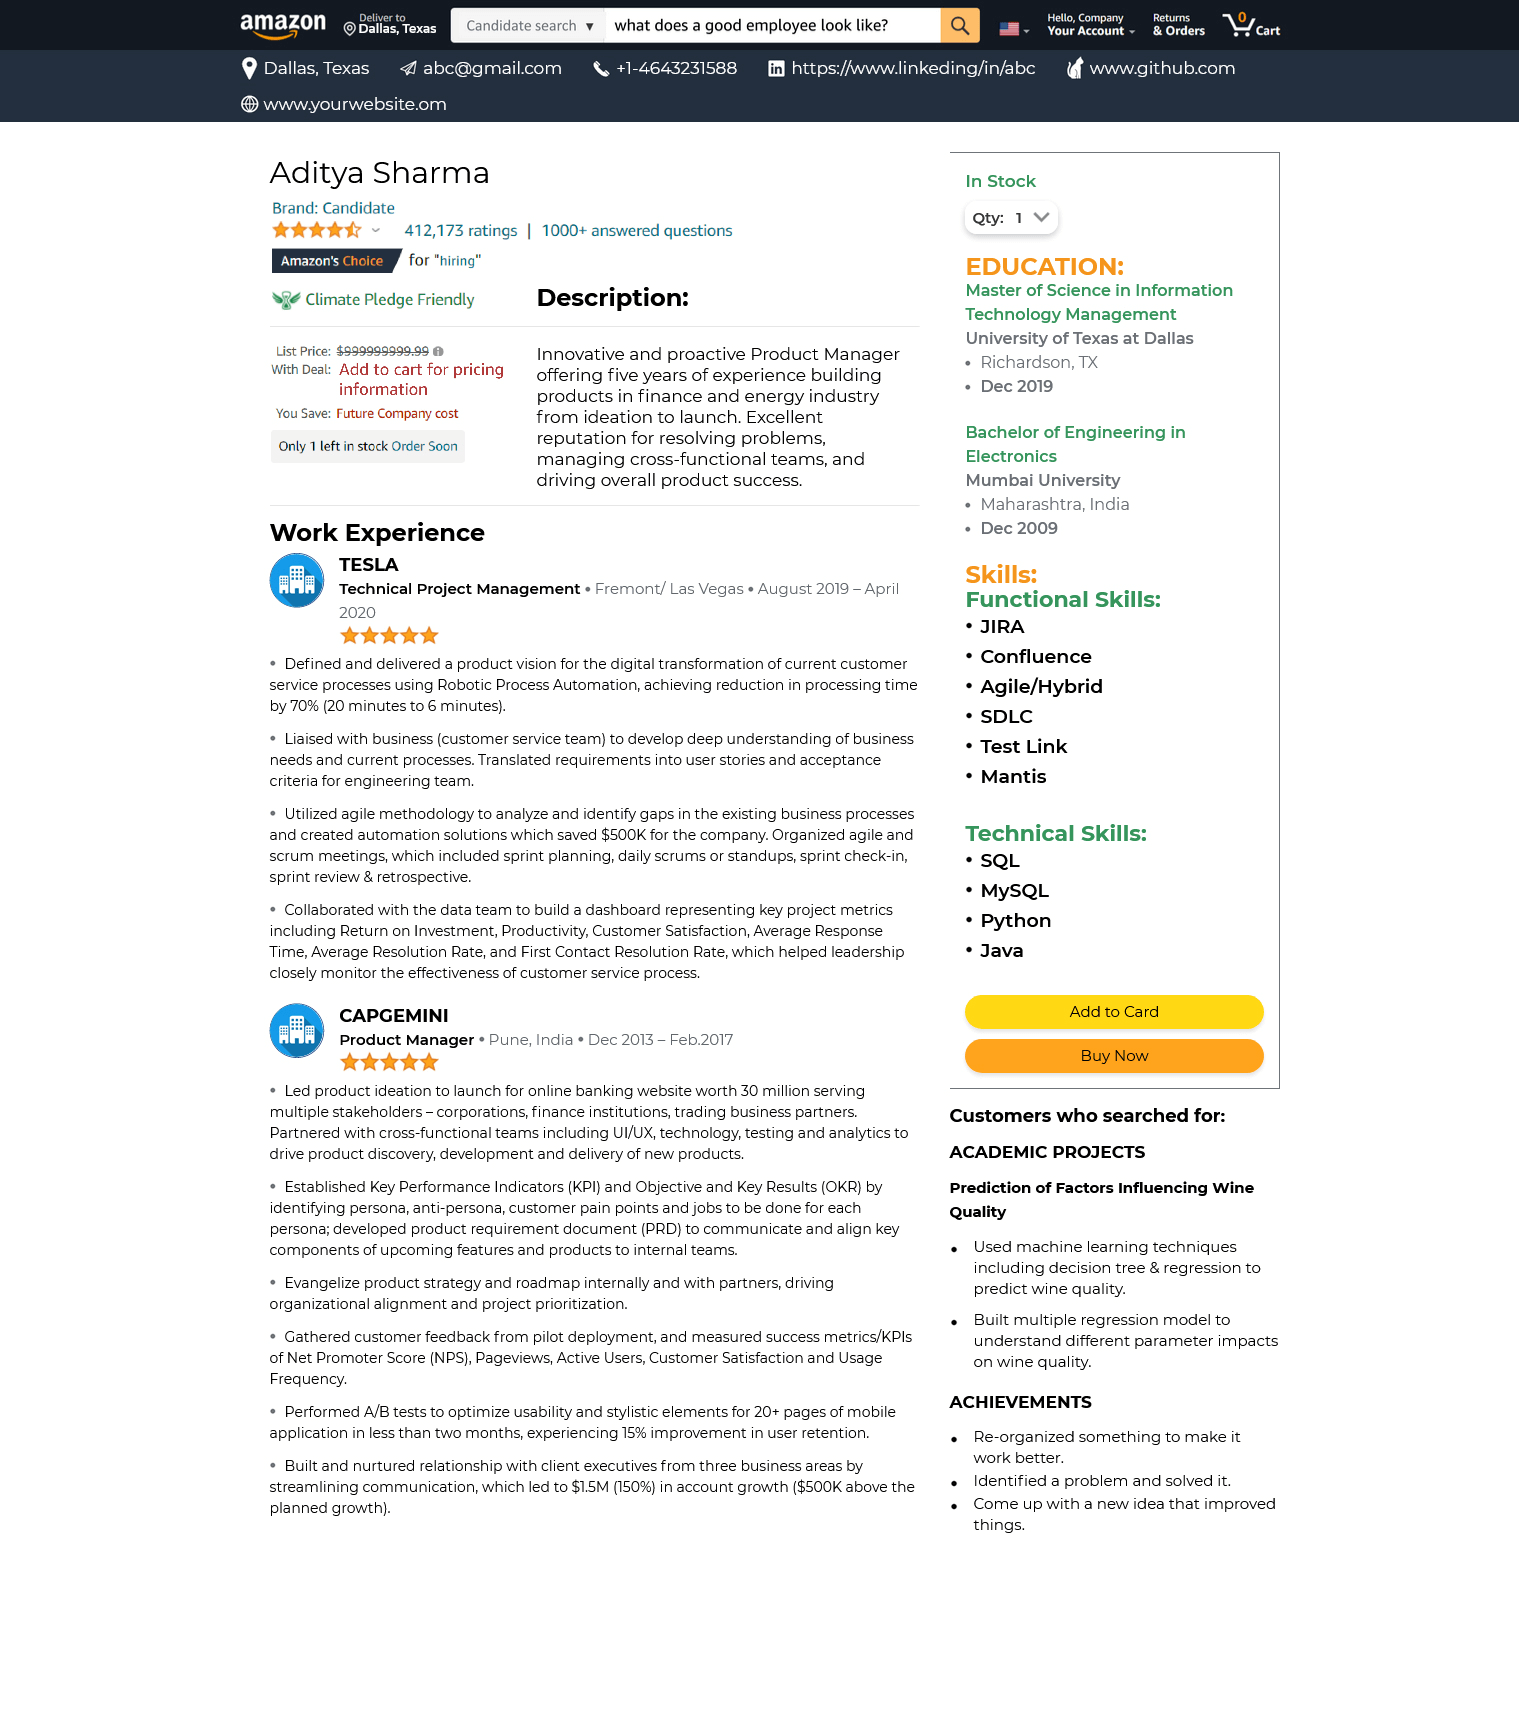 amazon
Deliver to
Dallas, Texas
Candidate search ▼
what does a good employee look like?
Hello, Company
Your Account
Returns
& Orders
0
Cart
Dallas, Texas
abc@gmail.com
+1-4643231588
https://www.linkeding/in/abc
www.github.com
www.yourwebsite.om
Aditya Sharma
Brand: Candidate
412,173 ratings | 1000+ answered questions
Amazon's Choice for "hiring"
Climate Pledge Friendly
Description:
List Price: $999999999.99
With Deal: Add to cart for pricing
information
You Save: Future Company cost
Only 1 left in stock Order Soon
Innovative and proactive Product Manager
offering five years of experience building
products in finance and energy industry
from ideation to launch. Excellent
reputation for resolving problems,
managing cross-functional teams, and
driving overall product success.
Work Experience
TESLA
Technical Project Management • Fremont/ Las Vegas • August 2019 – April
2020
• Defined and delivered a product vision for the digital transformation of current customer
service processes using Robotic Process Automation, achieving reduction in processing time
by 70% (20 minutes to 6 minutes).
• Liaised with business (customer service team) to develop deep understanding of business
needs and current processes. Translated requirements into user stories and acceptance
criteria for engineering team.
• Utilized agile methodology to analyze and identify gaps in the existing business processes
and created automation solutions which saved $500K for the company. Organized agile and
scrum meetings, which included sprint planning, daily scrums or standups, sprint check-in,
sprint review & retrospective.
• Collaborated with the data team to build a dashboard representing key project metrics
including Return on Investment, Productivity, Customer Satisfaction, Average Response
Time, Average Resolution Rate, and First Contact Resolution Rate, which helped leadership
closely monitor the effectiveness of customer service process.
CAPGEMINI
Product Manager • Pune, India • Dec 2013 – Feb.2017
• Led product ideation to launch for online banking website worth 30 million serving
multiple stakeholders – corporations, finance institutions, trading business partners.
Partnered with cross-functional teams including UI/UX, technology, testing and analytics to
drive product discovery, development and delivery of new products.
• Established Key Performance Indicators (KPI) and Objective and Key Results (OKR) by
identifying persona, anti-persona, customer pain points and jobs to be done for each
persona; developed product requirement document (PRD) to communicate and align key
components of upcoming features and products to internal teams.
• Evangelize product strategy and roadmap internally and with partners, driving
organizational alignment and project prioritization.
• Gathered customer feedback from pilot deployment, and measured success metrics/KPIs
of Net Promoter Score (NPS), Pageviews, Active Users, Customer Satisfaction and Usage
Frequency.
• Performed A/B tests to optimize usability and stylistic elements for 20+ pages of mobile
application in less than two months, experiencing 15% improvement in user retention.
• Built and nurtured relationship with client executives from three business areas by
streamlining communication, which led to $1.5M (150%) in account growth ($500K above the
planned growth).
In Stock
Qty: 1
EDUCATION:
Master of Science in Information
Technology Management
University of Texas at Dallas
• Richardson, TX
• Dec 2019
Bachelor of Engineering in
Electronics
Mumbai University
• Maharashtra, India
• Dec 2009
Skills:
Functional Skills:
• JIRA
• Confluence
• Agile/Hybrid
• SDLC
• Test Link
• Mantis
Technical Skills:
• SQL
• MySQL
• Python
• Java
Add to Card
Buy Now
Customers who searched for:
ACADEMIC PROJECTS
Prediction of Factors Influencing Wine
Quality
• Used machine learning techniques
including decision tree & regression to
predict wine quality.
• Built multiple regression model to
understand different parameter impacts
on wine quality.
ACHIEVEMENTS
• Re-organized something to make it
work better.
• Identified a problem and solved it.
• Come up with a new idea that improved
things.